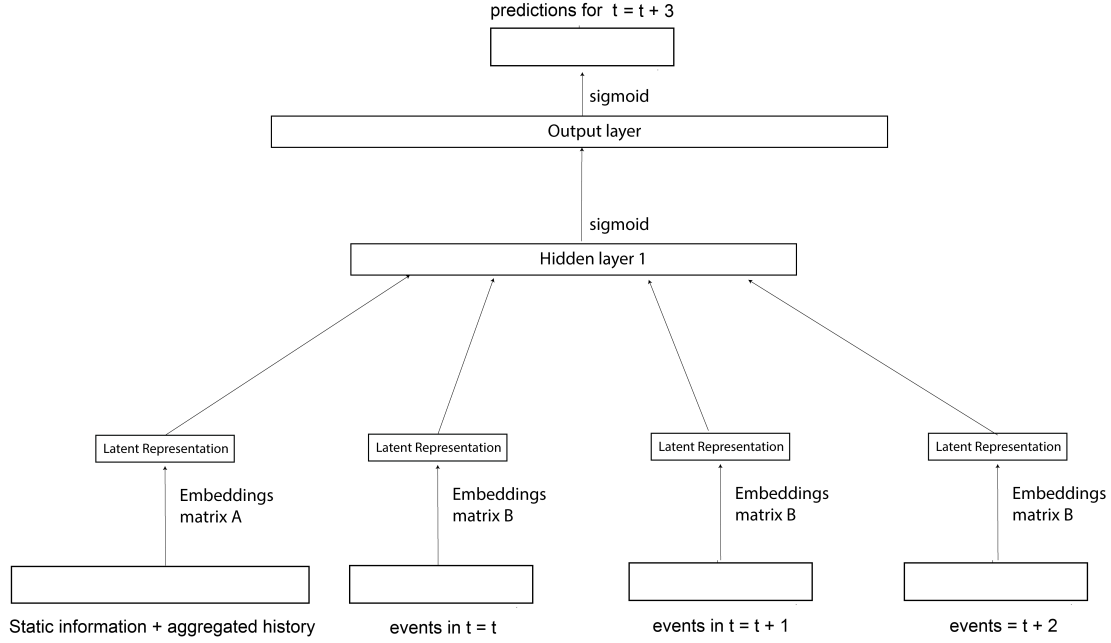 predictions for t = t + 3
sigmoid
Output layer
sigmoid
Hidden layer 1
Latent Representation
Latent Representation
Latent Representation
Latent Representation
Embeddings
matrix A
Embeddings
matrix B
Embeddings
matrix B
Embeddings
matrix B
Static information + aggregated history
events in t = t
events in t = t + 1
events = t + 2